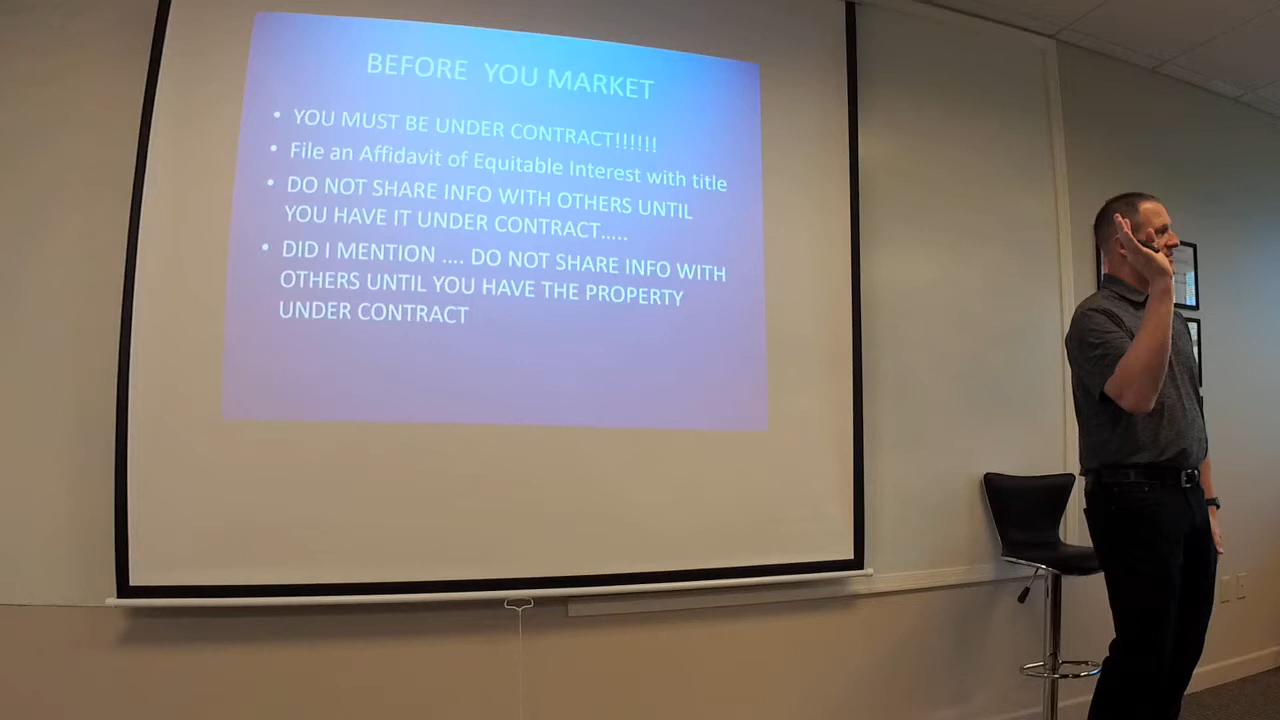 BEFORE YOU MARKET
• YOU MUST BE UNDER CONTRACT!!!!!!
• File an Affidavit of Equitable Interest with title
• DO NOT SHARE INFO WITH OTHERS UNTIL
YOU HAVE IT UNDER CONTRACT.....
• DID I MENTION .... DO NOT SHARE INFO WITH
OTHERS UNTIL YOU HAVE THE PROPERTY
UNDER CONTRACT